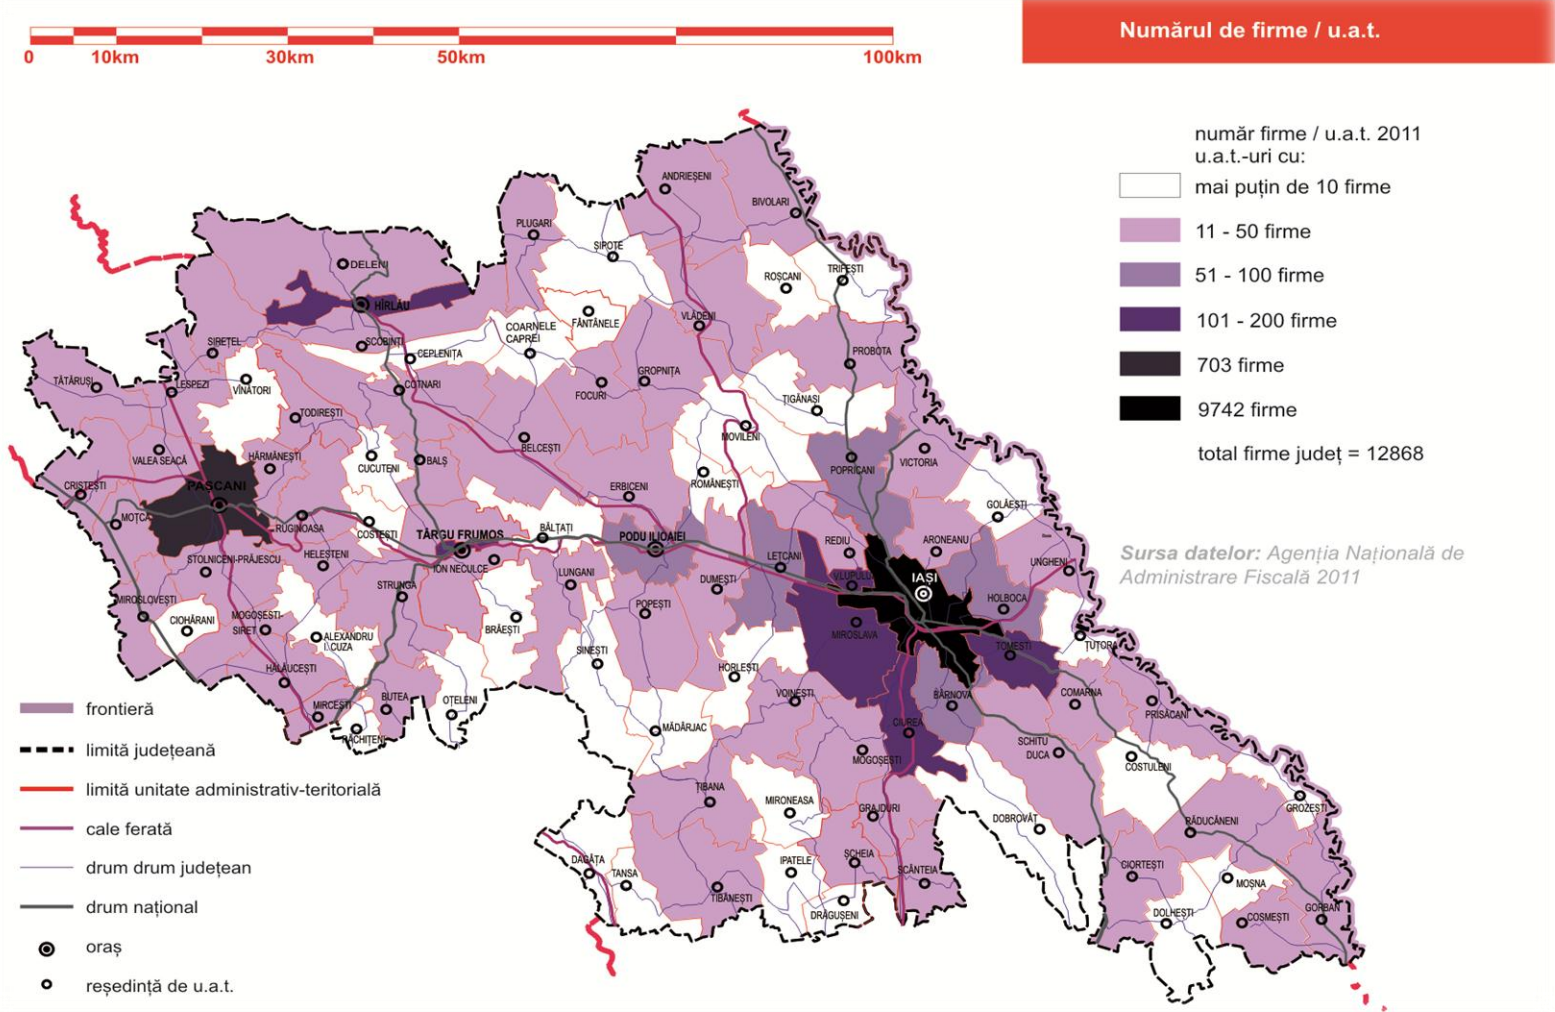 Numărul de firme / u.a.t.
0
10km
30km
50km
100km
număr firme / u.a.t. 2011
u.a.t.-uri cu:
mai puțin de 10 firme
11 - 50 firme
51 - 100 firme
101 - 200 firme
703 firme
9742 firme
total firme județ = 12868
Sursa datelor: Agenția Națională de
Administrare Fiscală 2011
ANDRIEȘENI
BIVOLARI
PLUGARI
ȘIPOTE
DELENI
ROȘCANI
TRIFEȘTI
HÎRLĂU
FÂNTÂNELE
VLĂDENI
COARNELE
CAPREI
SIREȚEL
SCOBINȚI
CEPLENIȚA
PROBOTA
TĂTĂRUȘI
LESPEZI
VÎNĂTORI
COTNARI
FOCURI
GROPNIȚA
ȚIGĂNAȘI
TODIREȘTI
MOVILENI
BELCEȘTI
VALEA SEACĂ
HĂRMĂNEȘTI
CUCUTENI
BALȘ
POPRICANI
VICTORIA
CRISTEȘTI
PAȘCANI
ERBICENI
ROMÂNEȘTI
GOLĂEȘTI
MOȚCA
RUGINOASA
COSTEȘTI
TÂRGU FRUMOS
BĂLȚAȚI
PODU ILIOAIEI
REDIU
ARONEANU
STOLNICENI-PRĂJESCU
HELEȘTENI
ION NECULCE
LEȚCANI
UNGHENI
STRUNGA
LUNGANI
DUMEȘTI
V.LUPULUI
IAȘI
MIROSLOVEȘTI
CIOHĂRANI
MOGOȘEȘTI-
SIRET
BRĂEȘTI
POPEȘTI
HOLBOCA
ALEXANDRU
I.CUZA
MIROSLAVA
TOMEȘTI
ȚUȚORA
SINEȘTI
HORLEȘTI
HĂLĂUCEȘTI
VOINEȘTI
BÂRNOVA
COMARNA
PRISĂCANI
MIRCEȘTI
BUTEA
OȚELENI
RĂCHIȚENI
MĂDÂRJAC
CIUREA
SCHITU
DUCA
MOGOȘEȘTI
COSTULENI
ȚIBANA
MIRONEASA
GRAJDURI
DOBROVĂȚ
GROZEȘTI
RĂDUCĂNENI
DAGÂȚA
TANSA
IPATELE
ȘCHEIA
SCÂNTEIA
CIORTEȘTI
MOȘNA
ȚIBĂNEȘTI
DRĂGUȘENI
DOLHEȘTI
COSMEȘTI
GORBAN
frontieră
limită județeană
limită unitate administrativ-teritorială
cale ferată
drum drum județean
drum național
oraș
reședință de u.a.t.